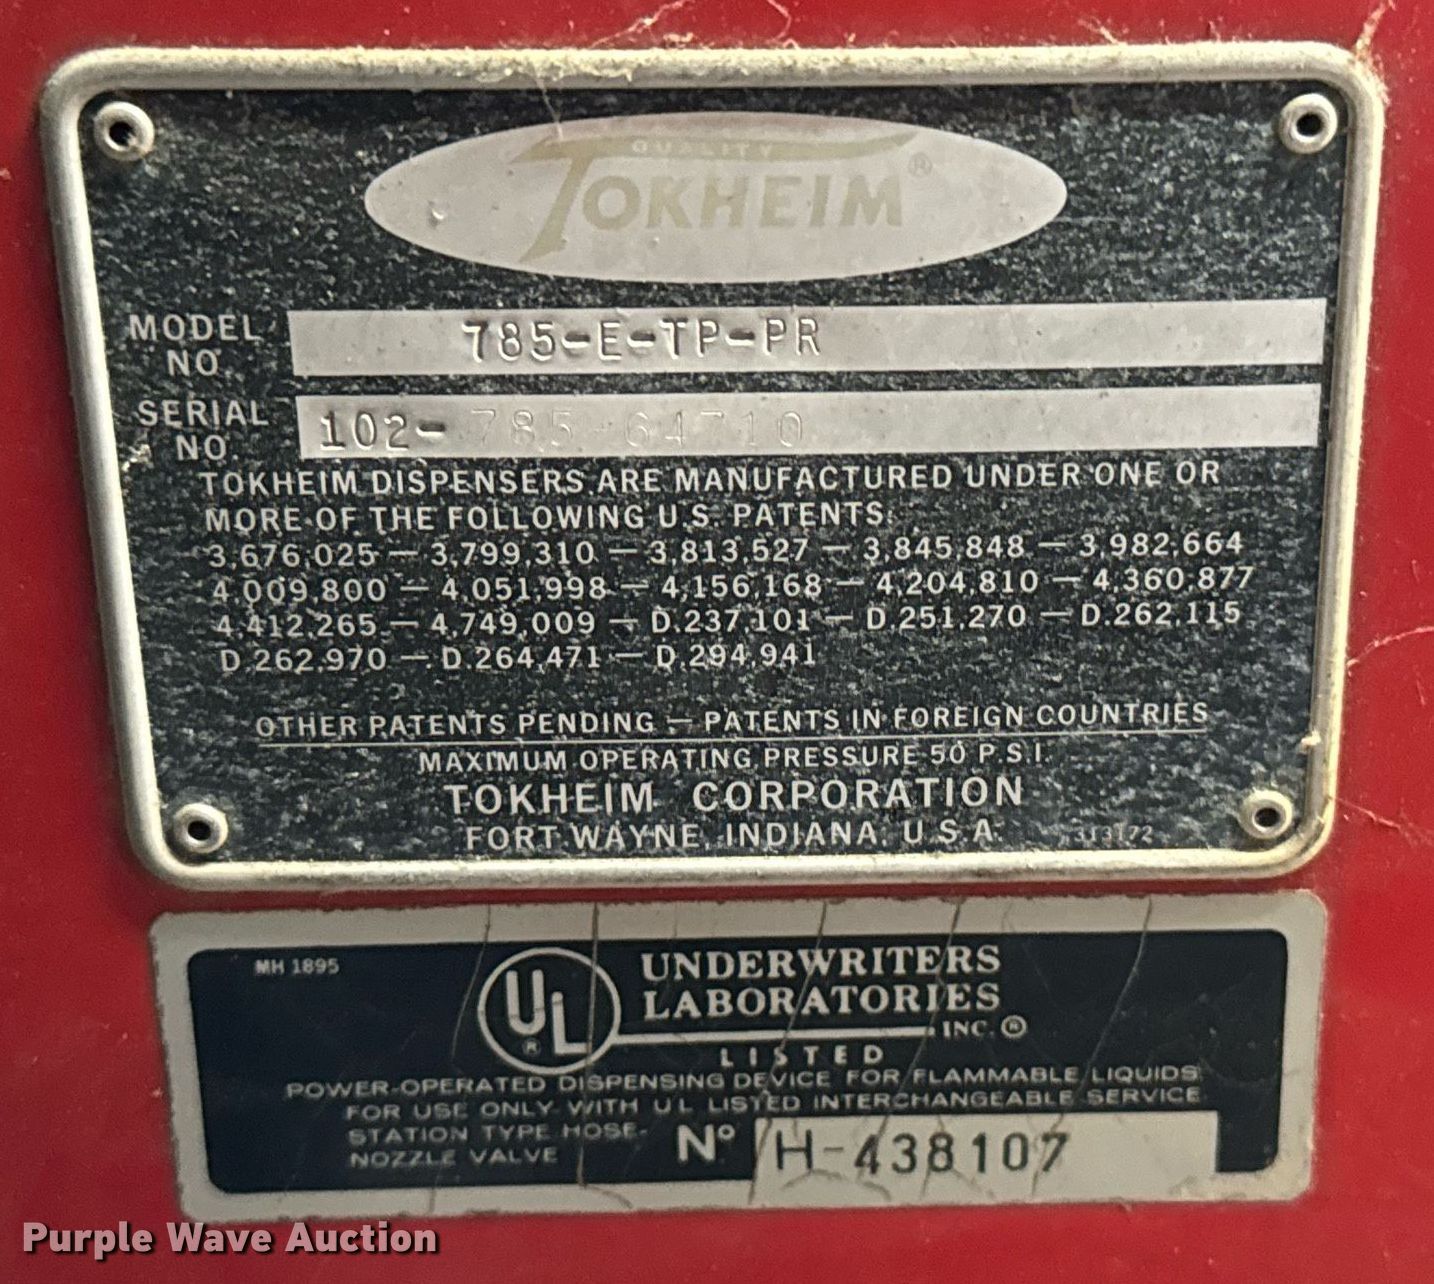 QUALITY
TOKHEIM®
MODEL NO. 785-E-TP-PR
SERIAL NO. 102-785-64710
TOKHEIM DISPENSERS ARE MANUFACTURED UNDER ONE OR
MORE OF THE FOLLOWING U.S. PATENTS:
3,676,025 — 3,799,310 — 3,813,527 — 3,845,848 — 3,982,664
4,009,800 — 4,051,998 — 4,156,168 — 4,204,810 — 4,360,877
4,412,265 — 4,749,009 — D.237,101 — D.251,270 — D.262,115
D.262,970 — D.264,471 — D.294,941
OTHER PATENTS PENDING — PATENTS IN FOREIGN COUNTRIES
MAXIMUM OPERATING PRESSURE 50 P.S.I.
TOKHEIM CORPORATION
FORT WAYNE, INDIANA, U.S.A.
313172
MH 1895
UL®
UNDERWRITERS
LABORATORIES
INC.®
LISTED
POWER-OPERATED DISPENSING DEVICE FOR FLAMMABLE LIQUIDS
FOR USE ONLY WITH UL LISTED INTERCHANGEABLE SERVICE
STATION TYPE HOSE-
NOZZLE VALVE
Nº H-438107
Purple Wave Auction